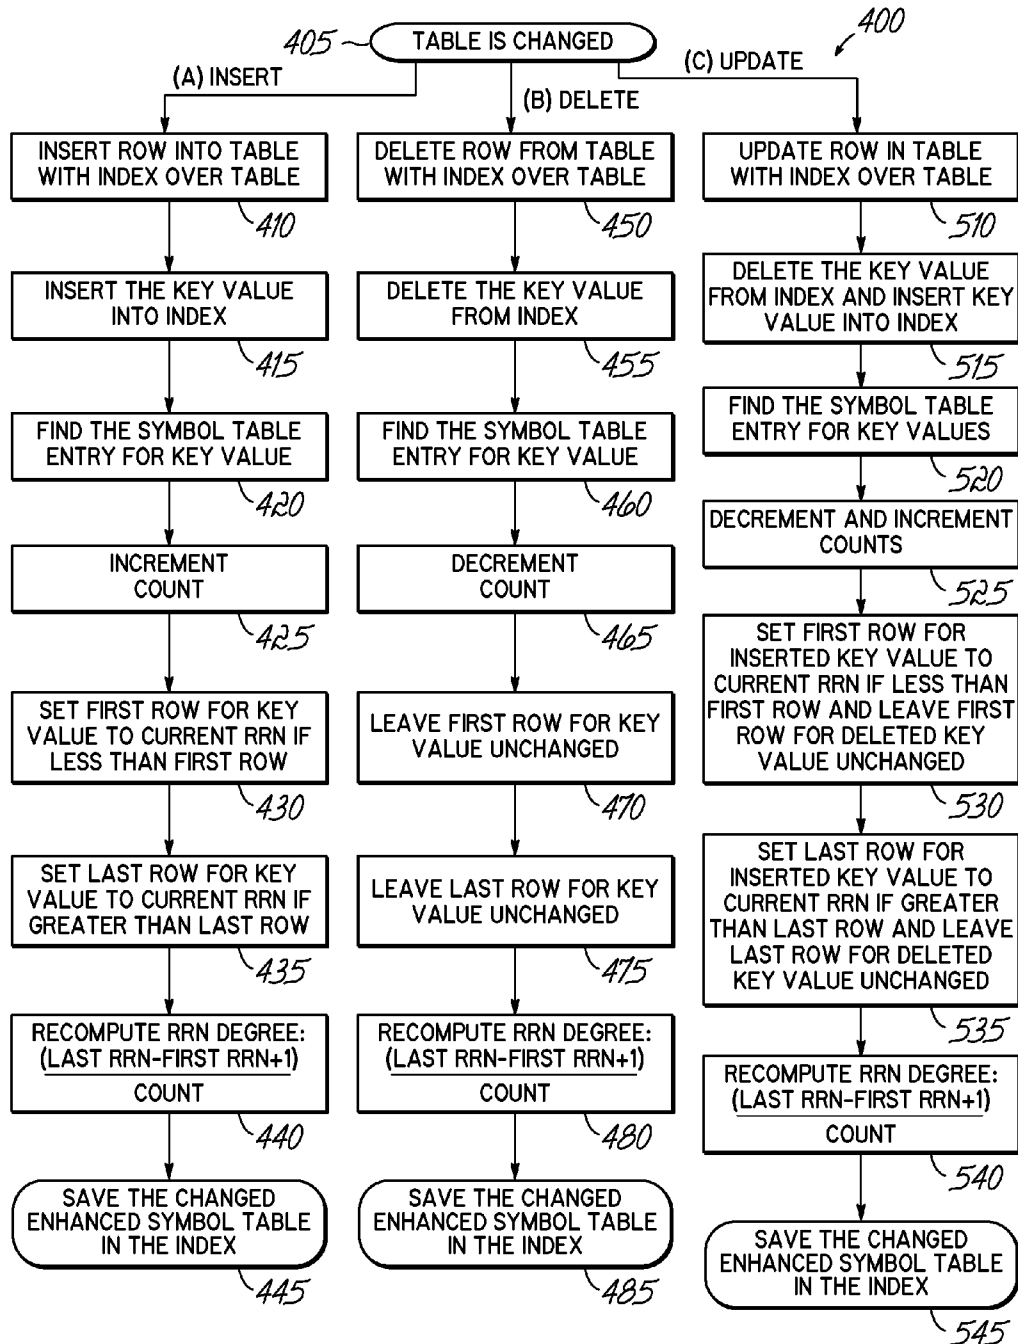 405
TABLE IS CHANGED
400
(A) INSERT
(B) DELETE
(C) UPDATE
INSERT ROW INTO TABLE
WITH INDEX OVER TABLE
410
INSERT THE KEY VALUE
INTO INDEX
415
FIND THE SYMBOL TABLE
ENTRY FOR KEY VALUE
420
INCREMENT
COUNT
425
SET FIRST ROW FOR KEY
VALUE TO CURRENT RRN IF
LESS THAN FIRST ROW
430
SET LAST ROW FOR KEY
VALUE TO CURRENT RRN IF
GREATER THAN LAST ROW
435
RECOMPUTE RRN DEGREE:
(LAST RRN-FIRST RRN+1)
COUNT
440
SAVE THE CHANGED
ENHANCED SYMBOL TABLE
IN THE INDEX
445
DELETE ROW FROM TABLE
WITH INDEX OVER TABLE
450
DELETE THE KEY VALUE
FROM INDEX
455
FIND THE SYMBOL TABLE
ENTRY FOR KEY VALUE
460
DECREMENT
COUNT
465
LEAVE FIRST ROW FOR KEY
VALUE UNCHANGED
470
LEAVE LAST ROW FOR KEY
VALUE UNCHANGED
475
RECOMPUTE RRN DEGREE:
(LAST RRN-FIRST RRN+1)
COUNT
480
SAVE THE CHANGED
ENHANCED SYMBOL TABLE
IN THE INDEX
485
UPDATE ROW IN TABLE
WITH INDEX OVER TABLE
510
DELETE THE KEY VALUE
FROM INDEX AND INSERT KEY
VALUE INTO INDEX
515
FIND THE SYMBOL TABLE
ENTRY FOR KEY VALUES
520
DECREMENT AND INCREMENT
COUNTS
525
SET FIRST ROW FOR
INSERTED KEY VALUE TO
CURRENT RRN IF LESS THAN
FIRST ROW AND LEAVE FIRST
ROW FOR DELETED KEY
VALUE UNCHANGED
530
SET LAST ROW FOR
INSERTED KEY VALUE TO
CURRENT RRN IF GREATER
THAN LAST ROW AND LEAVE
LAST ROW FOR DELETED
KEY VALUE UNCHANGED
535
RECOMPUTE RRN DEGREE:
(LAST RRN-FIRST RRN+1)
COUNT
540
SAVE THE CHANGED
ENHANCED SYMBOL TABLE
IN THE INDEX
545